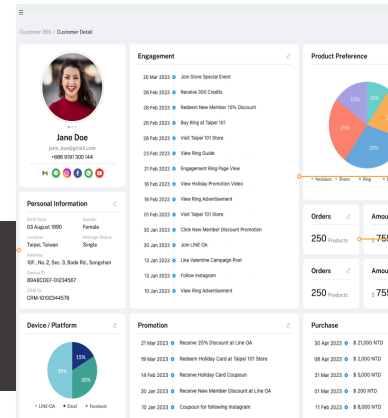 Customer 360 / Customer Detail
Jane Doe
jane_doe@gmail.com
+886 9191 300 144
Personal Information
Birth Date
Gender
03 August 1990
Female
Location
Marriage Status
Taipei, Taiwan
Single
Address
10F., No. 2, Sec. 3, Bade Rd., Songshan
Device ID
89ABCDEF-01234567
CRM ID
CRM-10102344576
Device / Platform
15%
50%
35%
LINE-OA
Email
Facebook
Engagement
20 Mar 2023 Join Store Special Event
28 Feb 2023 Receive 300 Credits
28 Feb 2023 Redeem New Member 10% Discount
28 Feb 2023 Buy Ring at Taipei 101
26 Feb 2023 Visit Taipei 101 Store
23 Feb 2023 View Ring Guide
21 Feb 2023 Engagement Ring Page View
18 Feb 2023 View Holiday Promotion Video
18 Feb 2023 View Ring Advertisement
01 Feb 2023 Visit Taipei 101 Store
30 Jan 2023 Click New Member Discount Promotion
30 Jan 2023 Join LINE OA
12 Jan 2023 Like Valentine Campaign Post
12 Jan 2023 Follow Instagram
10 Jan 2023 View Ring Advertisement
Promotion
21 Mar 2023 Receive 20% Discount at Line OA
19 Mar 2023 Redeem Holiday Card at Taipei 101 Store
14 Feb 2023 Receive Holiday Card Coupon
30 Jan 2023 Receive New Member Discount at Line OA
10 Jan 2023 Coupoun for following Instagram
Product Preference
15%
10%
25%
30%
Necklace
Shoes
Ring
Orders
Amou
250 Products
$ 755
Orders
Amou
250 Products
$ 755
Purchase
30 Apr 2023 $ 21,000 NTD
08 Apr 2023 $ 2,000 NTD
21 Mar 2023 $ 5,000 NTD
01 Mar 2023 $ 200 NTD
11 Feb 2023 $ 8,000 NTD